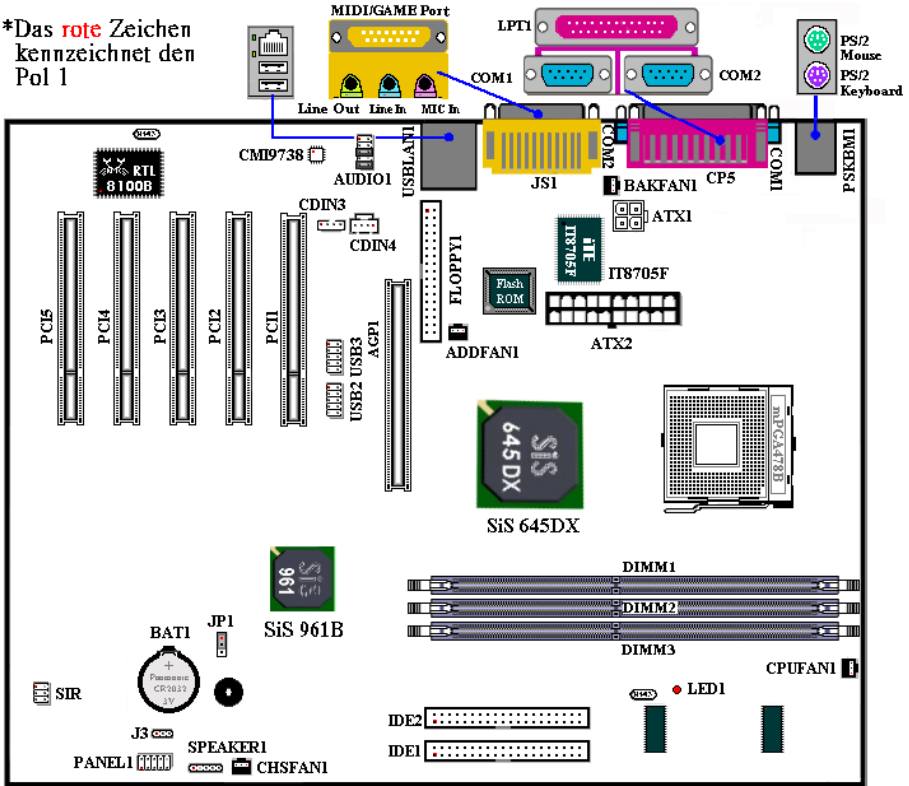 *Das rote Zeichen
kennzeichnet den
Pol 1
MIDI/GAME Port
Line Out
Line In
MIC In
LPT1
COM1
COM2
PS/2
Mouse
PS/2
Keyboard
RTL
8100B
CMI9738
AUDIO1
USBLAN1
JS1
COM2
CP5
COM1
PSKBM1
BAKFAN1
ATX1
CDIN3
CDIN4
FLOPPY1
iTE
IT8705F
IT8705F
Flash
ROM
ATX2
ADDFAN1
PCI5
PCI4
PCI3
PCI2
PCI1
USB3
USB2
AGP1
SiS
645DX
SiS 645DX
mPGA478B
SiS
961
SiS 961B
DIMM1
DIMM2
DIMM3
JP1
BAT1
+
Panasonic
CR2032
3V
CPUFAN1
LED1
SIR
IDE2
IDE1
J3
PANEL1
SPEAKER1
CHSFAN1